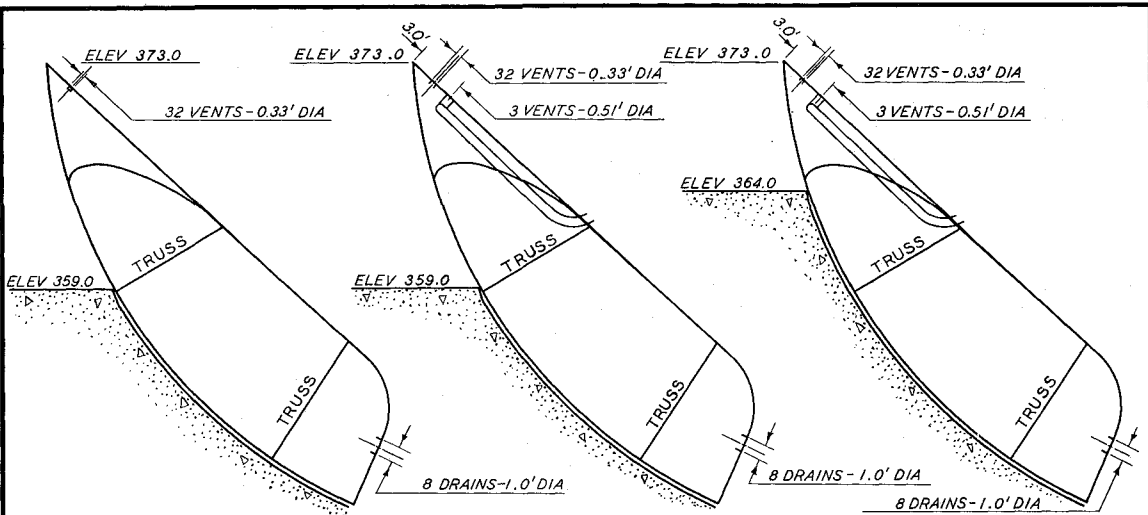 ELEV 373.0
32 VENTS-0.33' DIA
TRUSS
ELEV 359.0
TRUSS
8 DRAINS-1.0' DIA
3.0'
ELEV 373.0
32 VENTS-0.33' DIA
3 VENTS-0.51' DIA
TRUSS
ELEV 359.0
TRUSS
8 DRAINS-1.0' DIA
3.0'
ELEV 373.0
32 VENTS-0.33' DIA
3 VENTS-0.51' DIA
ELEV 364.0
TRUSS
TRUSS
8 DRAINS-1.0' DIA